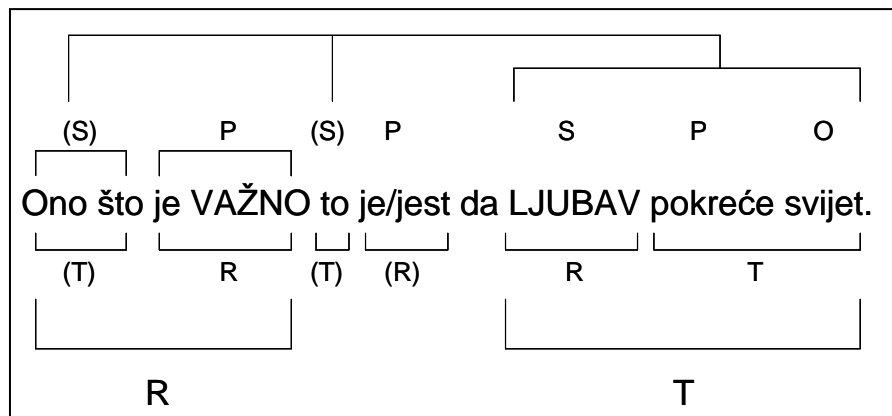 (S) P (S) P S P O
Ono što je VAŽNO to je/jest da LJUBAV pokreće svijet.
(T) R (T) (R) R T
R T